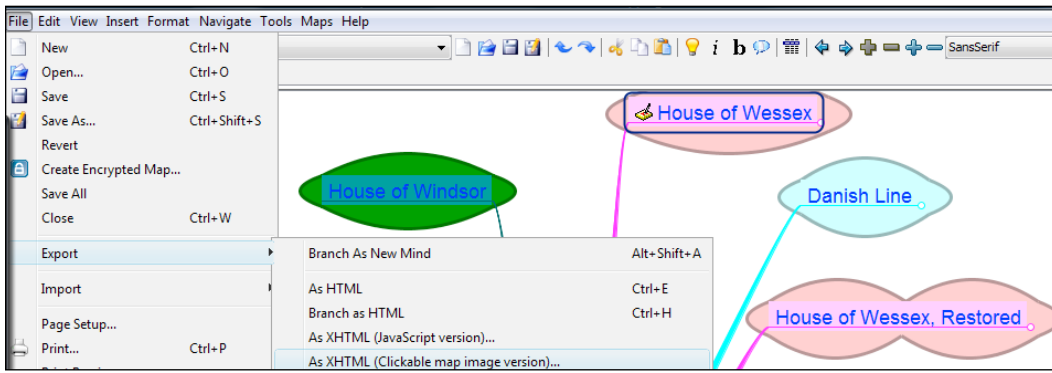 File Edit View Insert Format Navigate Tools Maps Help
New Ctrl+N
Open... Ctrl+O
Save Ctrl+S
Save As... Ctrl+Shift+S
Revert
Create Encrypted Map...
Save All
Close Ctrl+W
Export
Import
Page Setup...
Print... Ctrl+P
i b SansSerif
Branch As New Mind Alt+Shift+A
As HTML Ctrl+E
Branch as HTML Ctrl+H
As XHTML (JavaScript version)...
As XHTML (Clickable map image version)...
House of Wessex
House of Windsor
Danish Line
House of Wessex, Restored